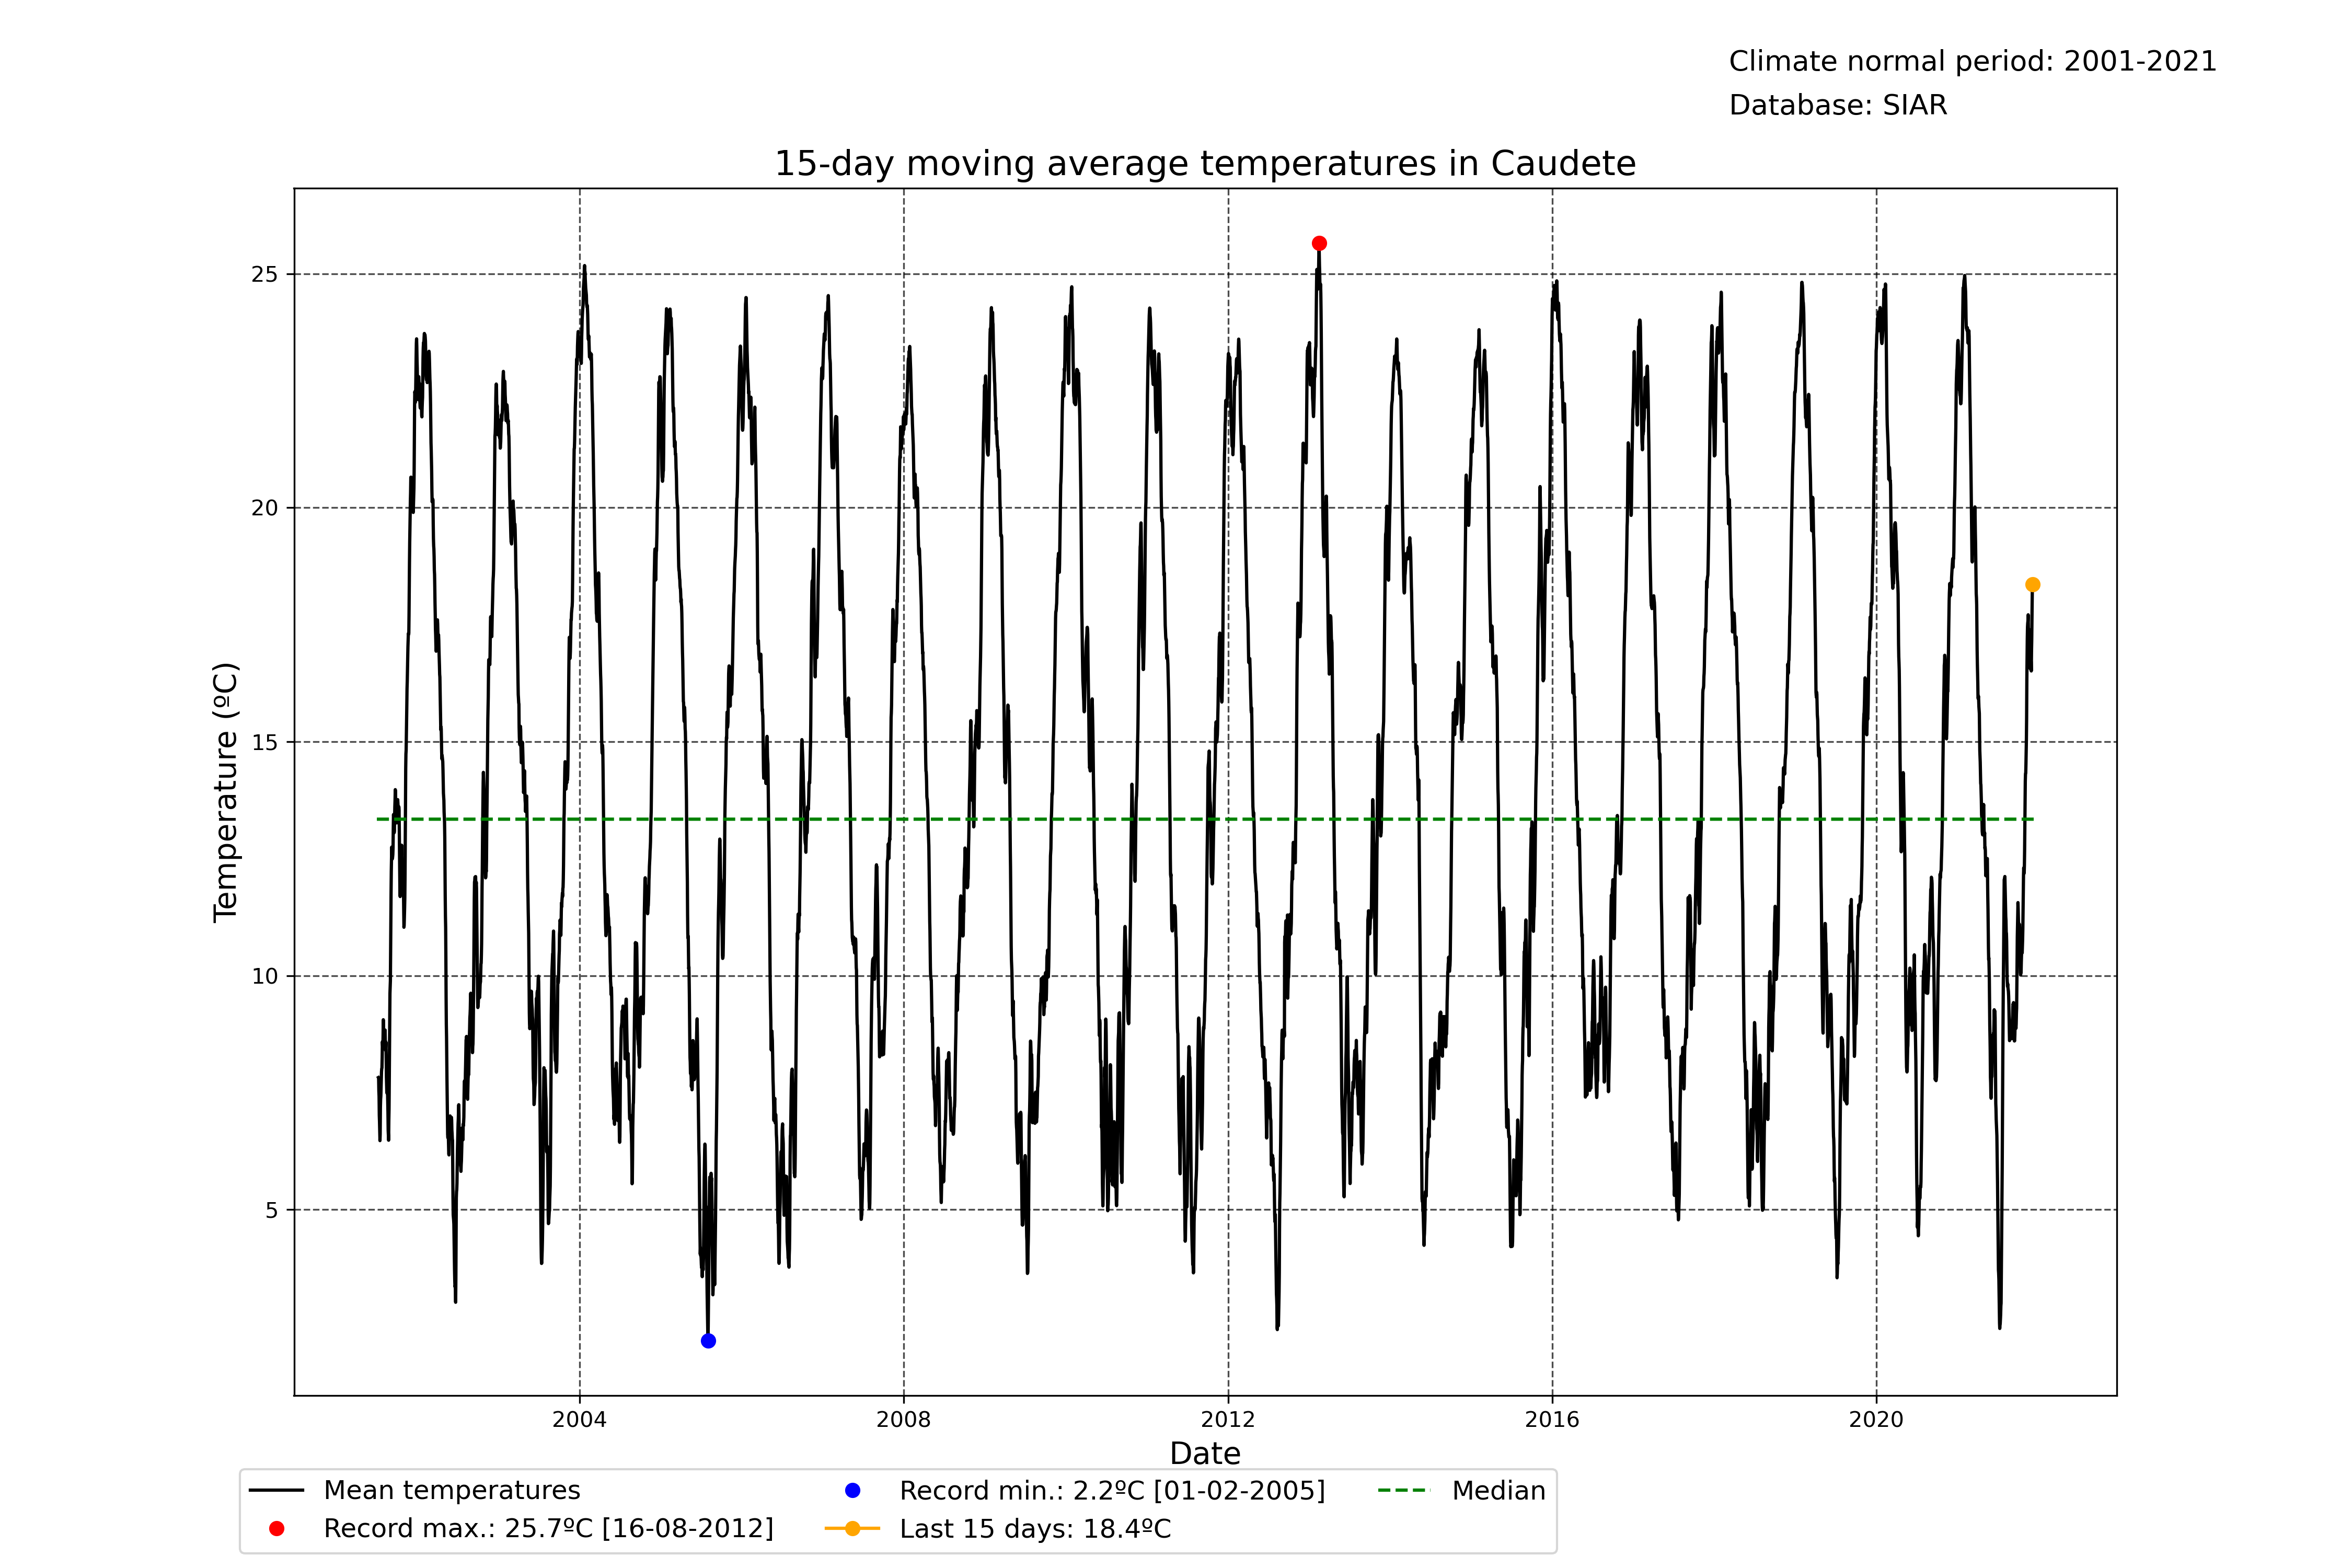 Climate normal period: 2001-2021
Database: SIAR
15-day moving average temperatures in Caudete
25
20
15
10
5
Temperature (ºC)
2004 2008 2012 2016 2020
Date
Mean temperatures
Record max.: 25.7ºC [16-08-2012]
Record min.: 2.2ºC [01-02-2005]
Last 15 days: 18.4ºC
Median